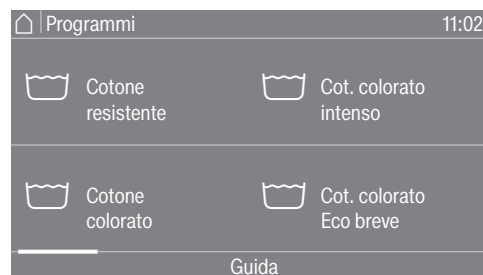 Programmi 11:02
Cotone
resistente
Cot. colorato
intenso
Cotone
colorato
Cot. colorato
Eco breve
Guida